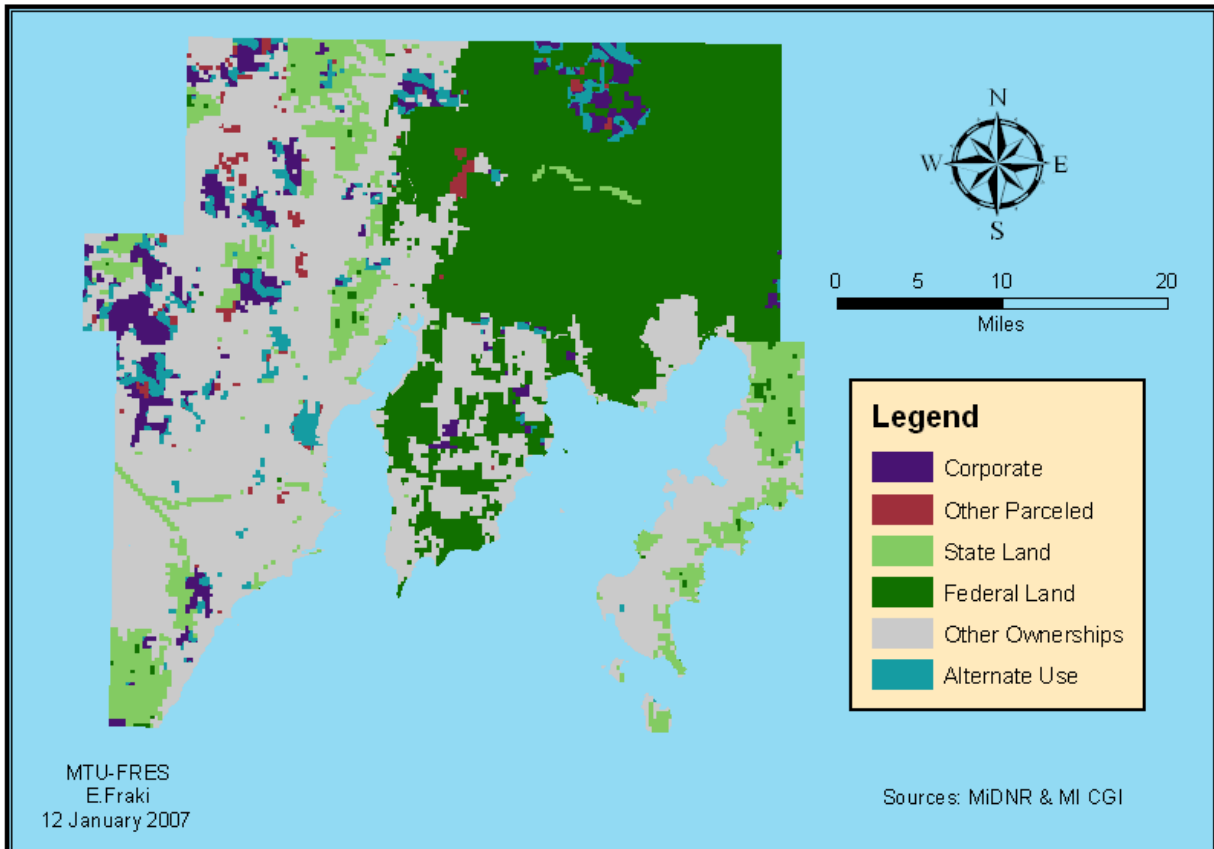 N
W E
S
0 5 10 20
Miles
Legend
Corporate
Other Parceled
State Land
Federal Land
Other Ownerships
Alternate Use
MTU-FRES
E.Fraki
12 January 2007
Sources: MiDNR & MI CGI